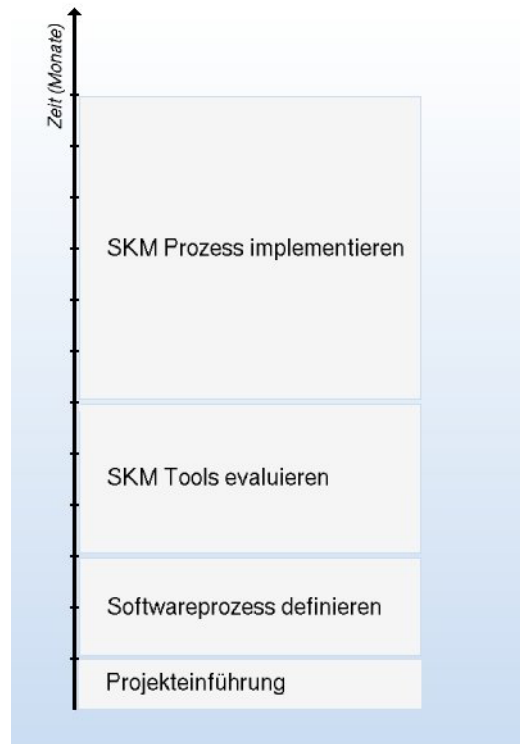 Zeit (Monate)
SKM Prozess implementieren
SKM Tools evaluieren
Softwareprozess definieren
Projekteinführung